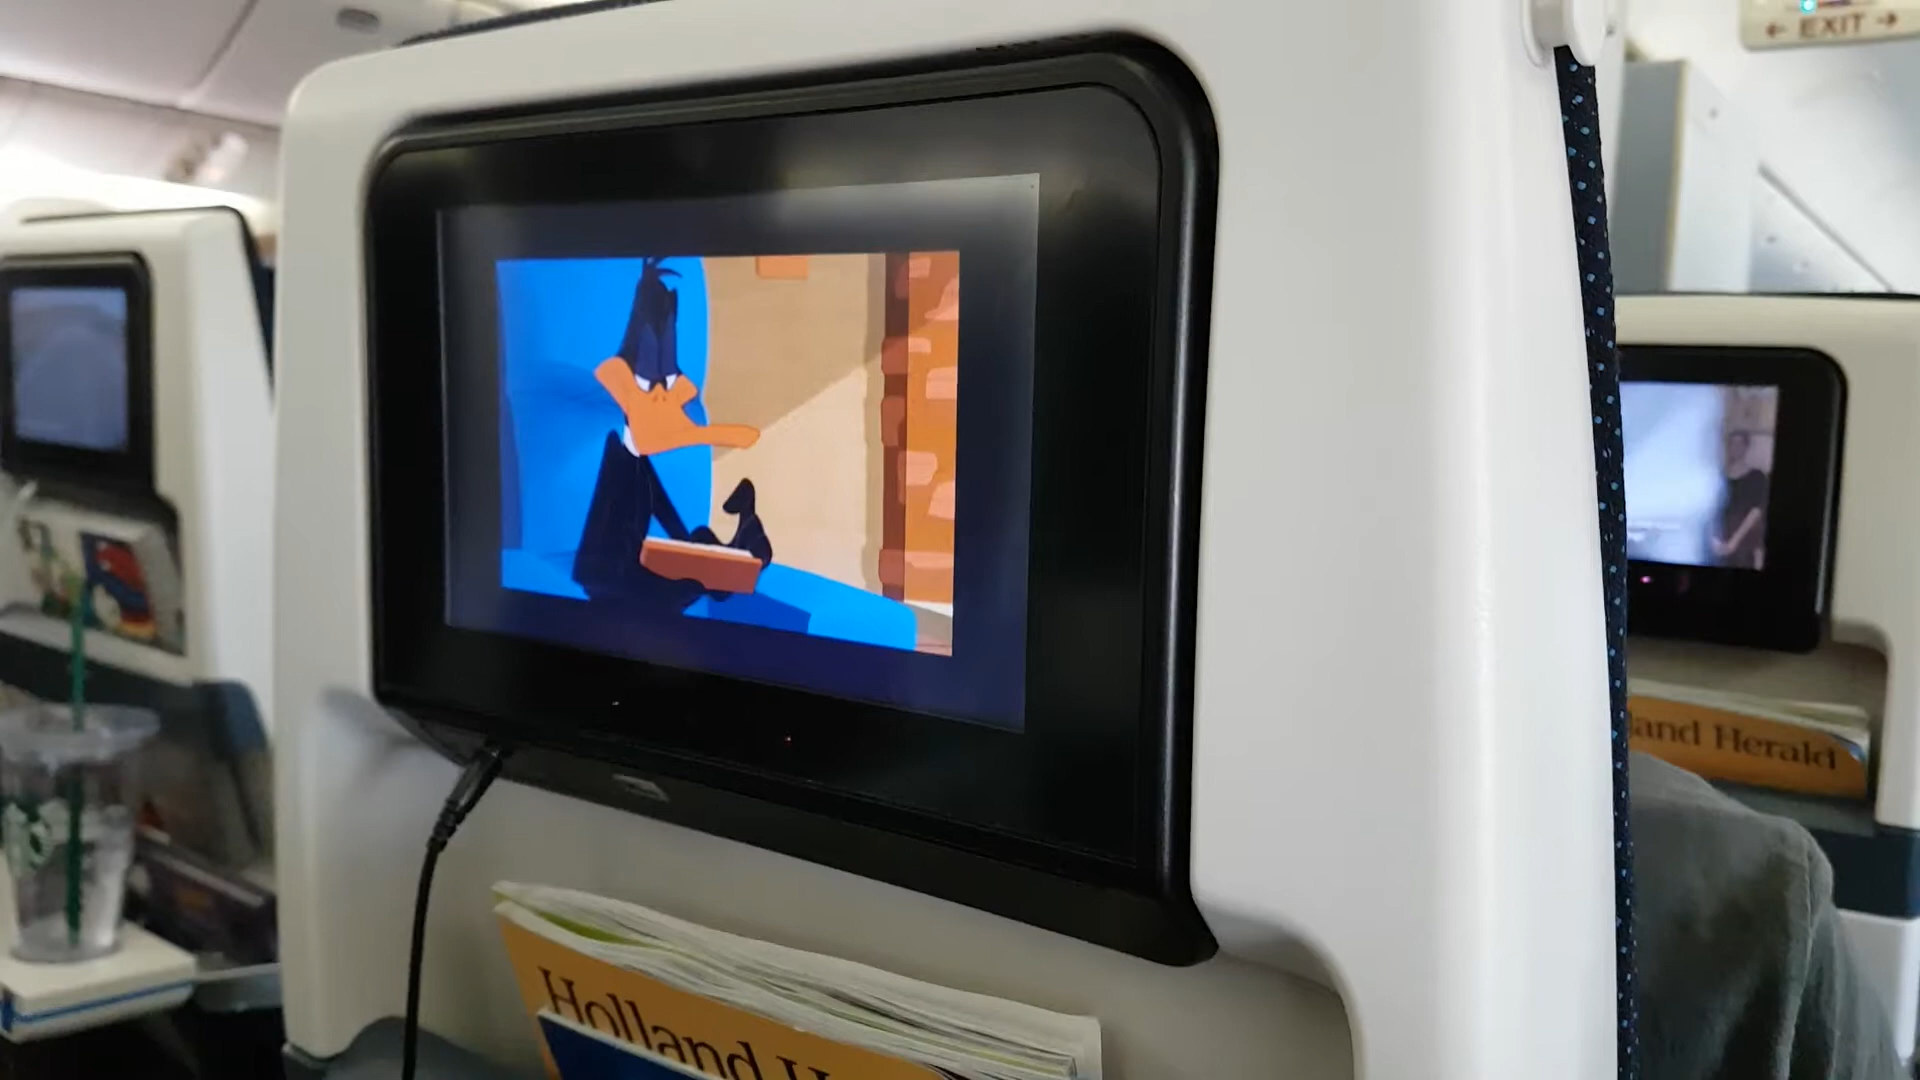 ← EXIT →
land Herald
Holland H